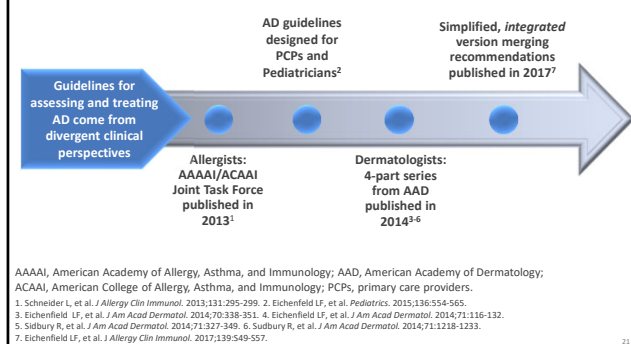 AD guidelines
designed for
PCPs and
Pediatricians2
Simplified, integrated
version merging
recommendations
published in 20177
Guidelines for
assessing and treating
AD come from
divergent clinical
perspectives
Allergists:
AAAAI/ACAAI
Joint Task Force
published in
20131
Dermatologists:
4-part series
from AAD
published in
20143-6
AAAAI, American Academy of Allergy, Asthma, and Immunology; AAD, American Academy of Dermatology;
ACAAI, American College of Allergy, Asthma, and Immunology; PCPs, primary care providers.
1. Schneider L, et al. J Allergy Clin Immunol. 2013;131:295-299. 2. Eichenfeld LF, et al. Pediatrics. 2015;136:554-565.
3. Eichenfield LF, et al. J Am Acad Dermatol. 2014;70:338-351. 4. Eichenfeld LF, et al. J Am Acad Dermatol. 2014;71:116-132.
5. Sidbury R, et al. J Am Acad Dermatol. 2014;71:327-349. 6. Sudbury R, et al. J Am Acad Dermatol. 2014;71:1218-1233.
7. Eichenfeld LF, et al. J Allergy Clin Immunol. 2017;139:S49-S57.
21